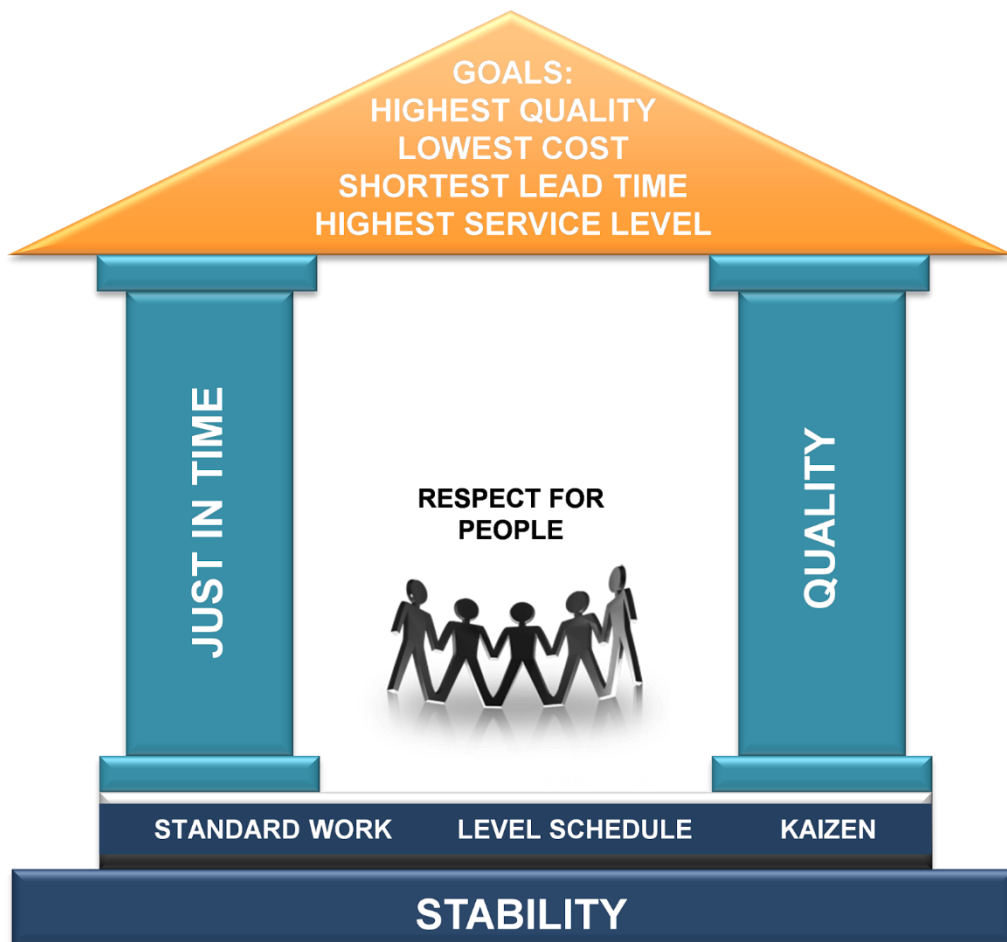 GOALS:
HIGHEST QUALITY
LOWEST COST
SHORTEST LEAD TIME
HIGHEST SERVICE LEVEL
JUST IN TIME
RESPECT FOR
PEOPLE
QUALITY
STANDARD WORK
LEVEL SCHEDULE
KAIZEN
STABILITY